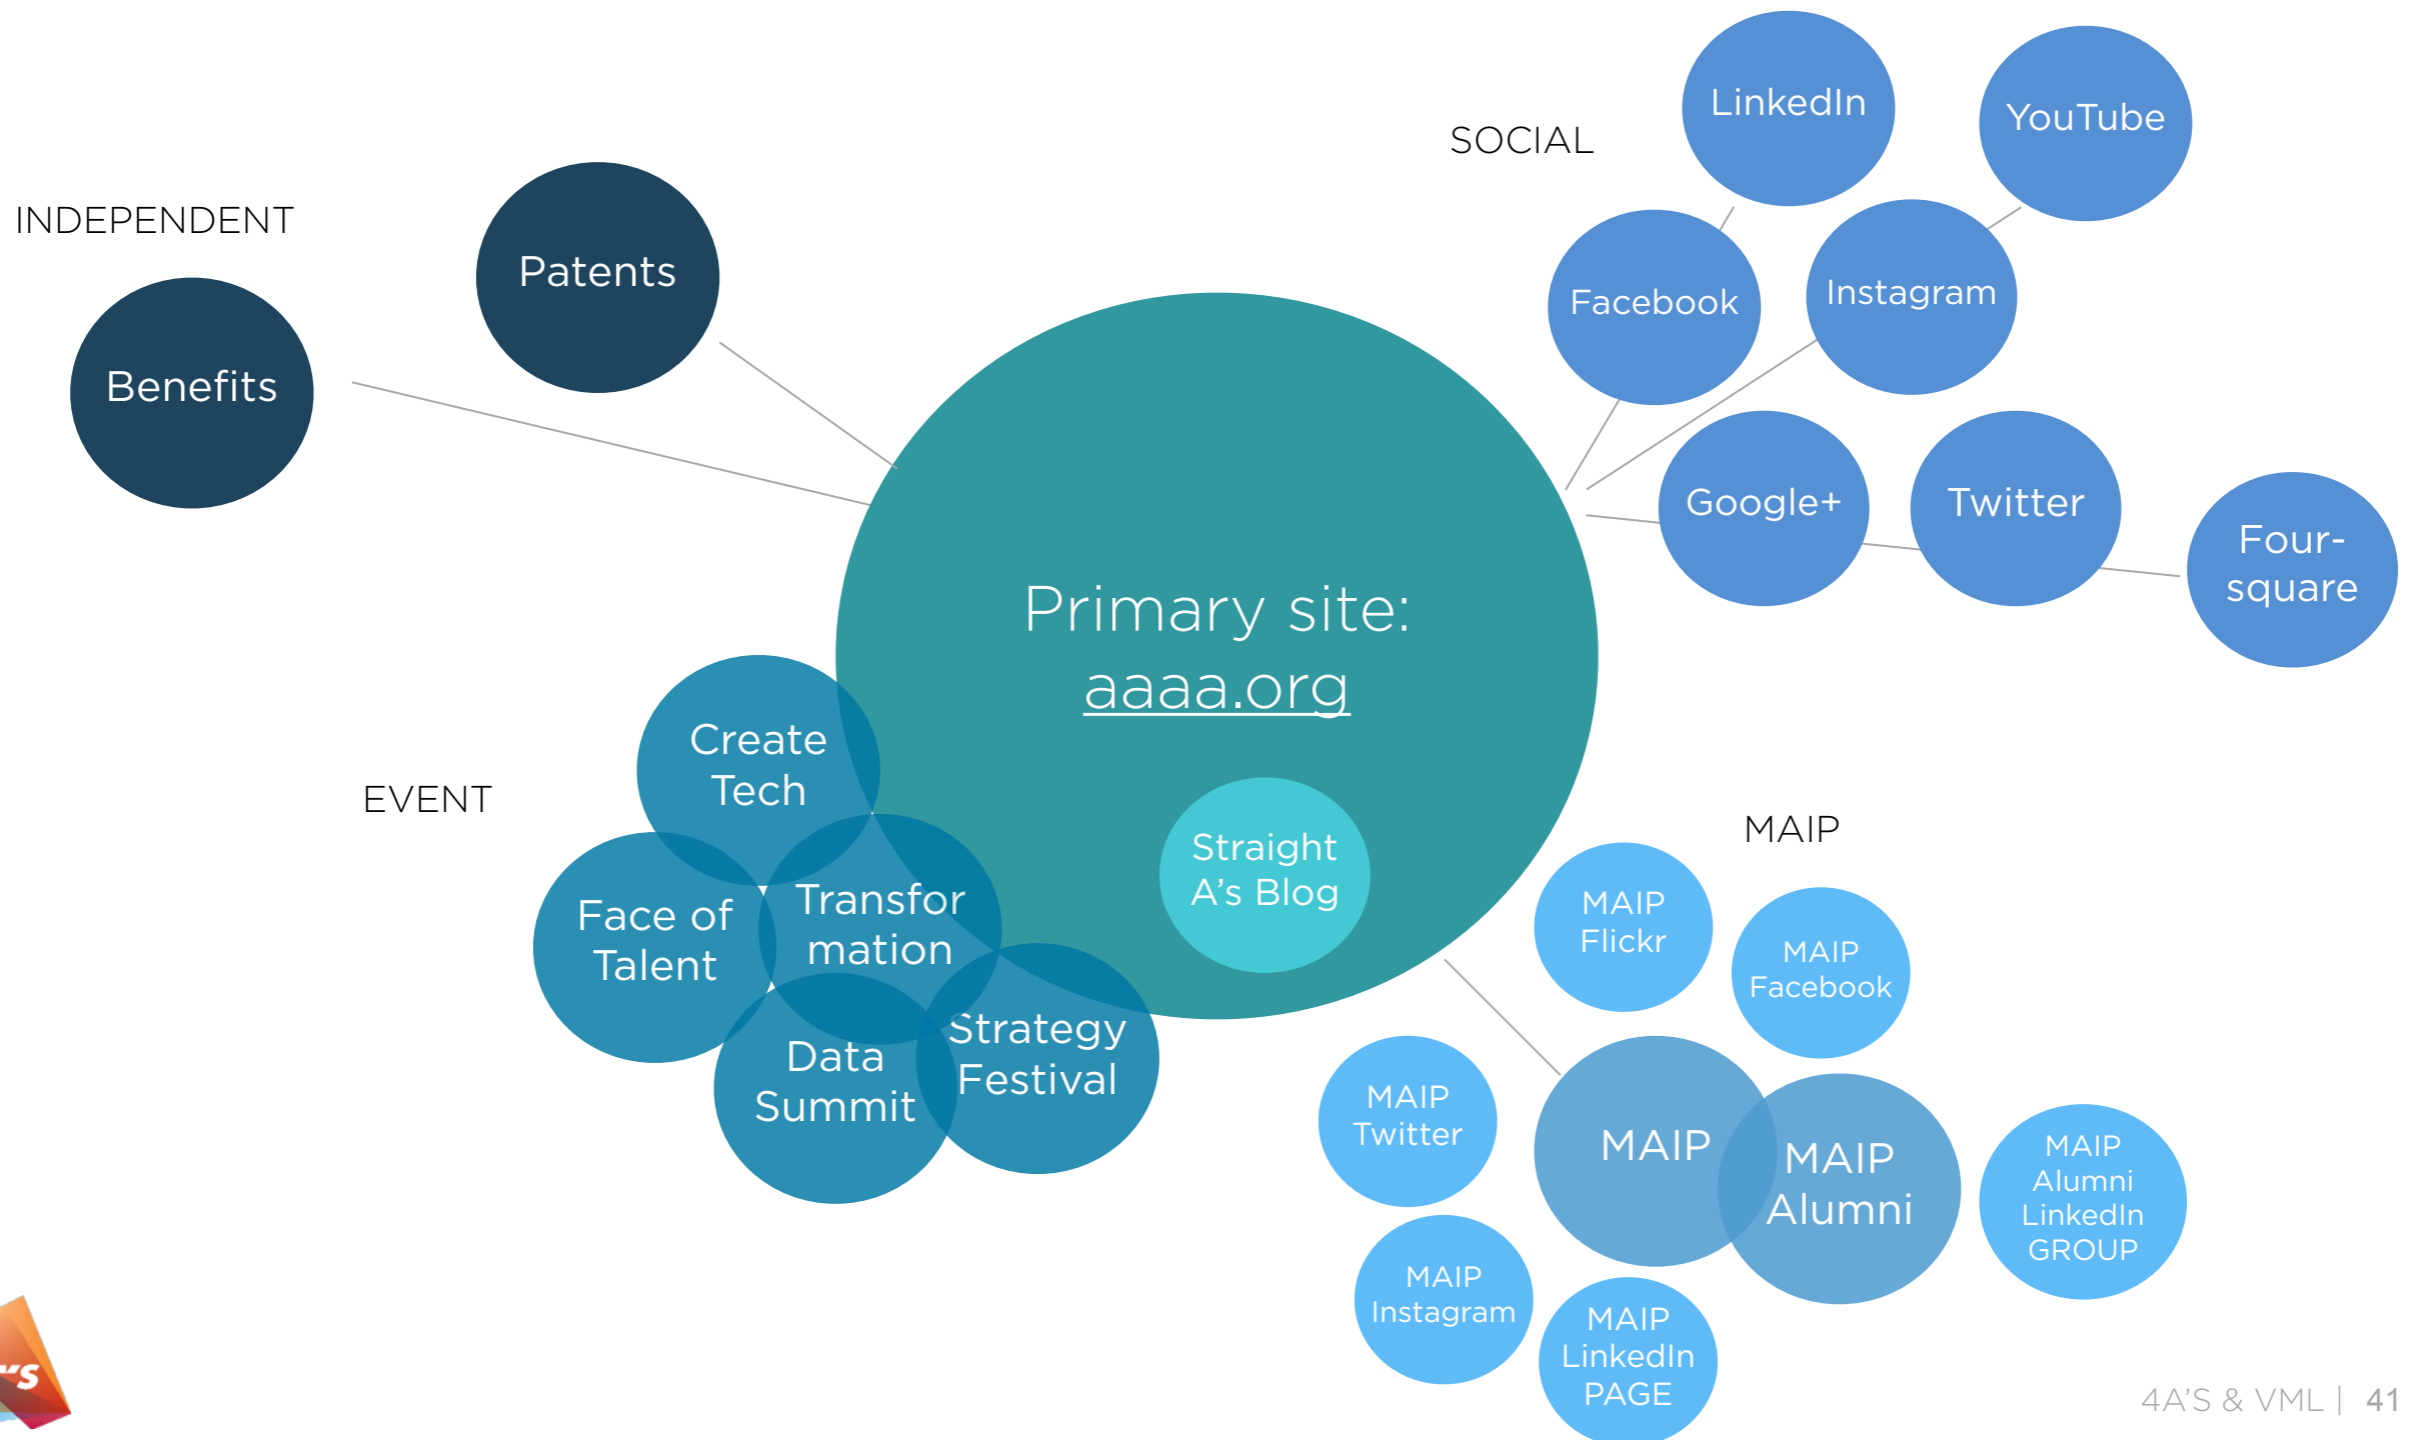 INDEPENDENT
Benefits
Patents
SOCIAL
LinkedIn
YouTube
Facebook
Instagram
Google+
Twitter
Four-
square
Primary site:
aaaa.org
Straight
A's Blog
EVENT
Create
Tech
Face of
Talent
Transfor
mation
Data
Summit
Strategy
Festival
MAIP
MAIP
Flickr
MAIP
Facebook
MAIP
Twitter
MAIP
MAIP
Alumni
MAIP
Alumni
LinkedIn
GROUP
MAIP
Instagram
MAIP
LinkedIn
PAGE
4A'S & VML | 41